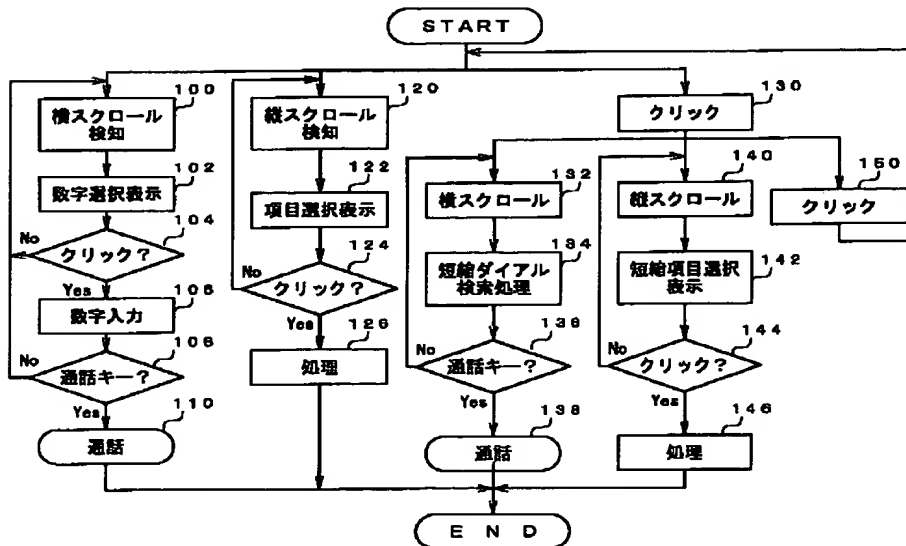 START
100
横スクロール
検知
102
数字選択表示
104
クリック?
No
Yes
106
数字入力
106
通話キー?
No
Yes
110
通話
120
縦スクロール
検知
122
項目選択表示
124
クリック?
No
Yes
126
処理
130
クリック
132
横スクロール
134
短縮ダイアル
検索処理
136
通話キー?
No
Yes
138
通話
140
縦スクロール
142
短縮項目選択
表示
144
クリック?
No
Yes
146
処理
150
クリック
END